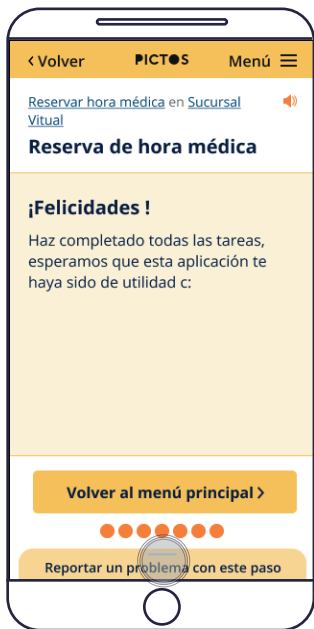 ‹ Volver PICTOS Menú
Reservar hora médica en Sucursal
Vitual
Reserva de hora médica
¡Felicidades !
Haz completado todas las tareas,
esperamos que esta aplicación te
haya sido de utilidad c:
Volver al menú principal ›
Reportar un problema con este paso